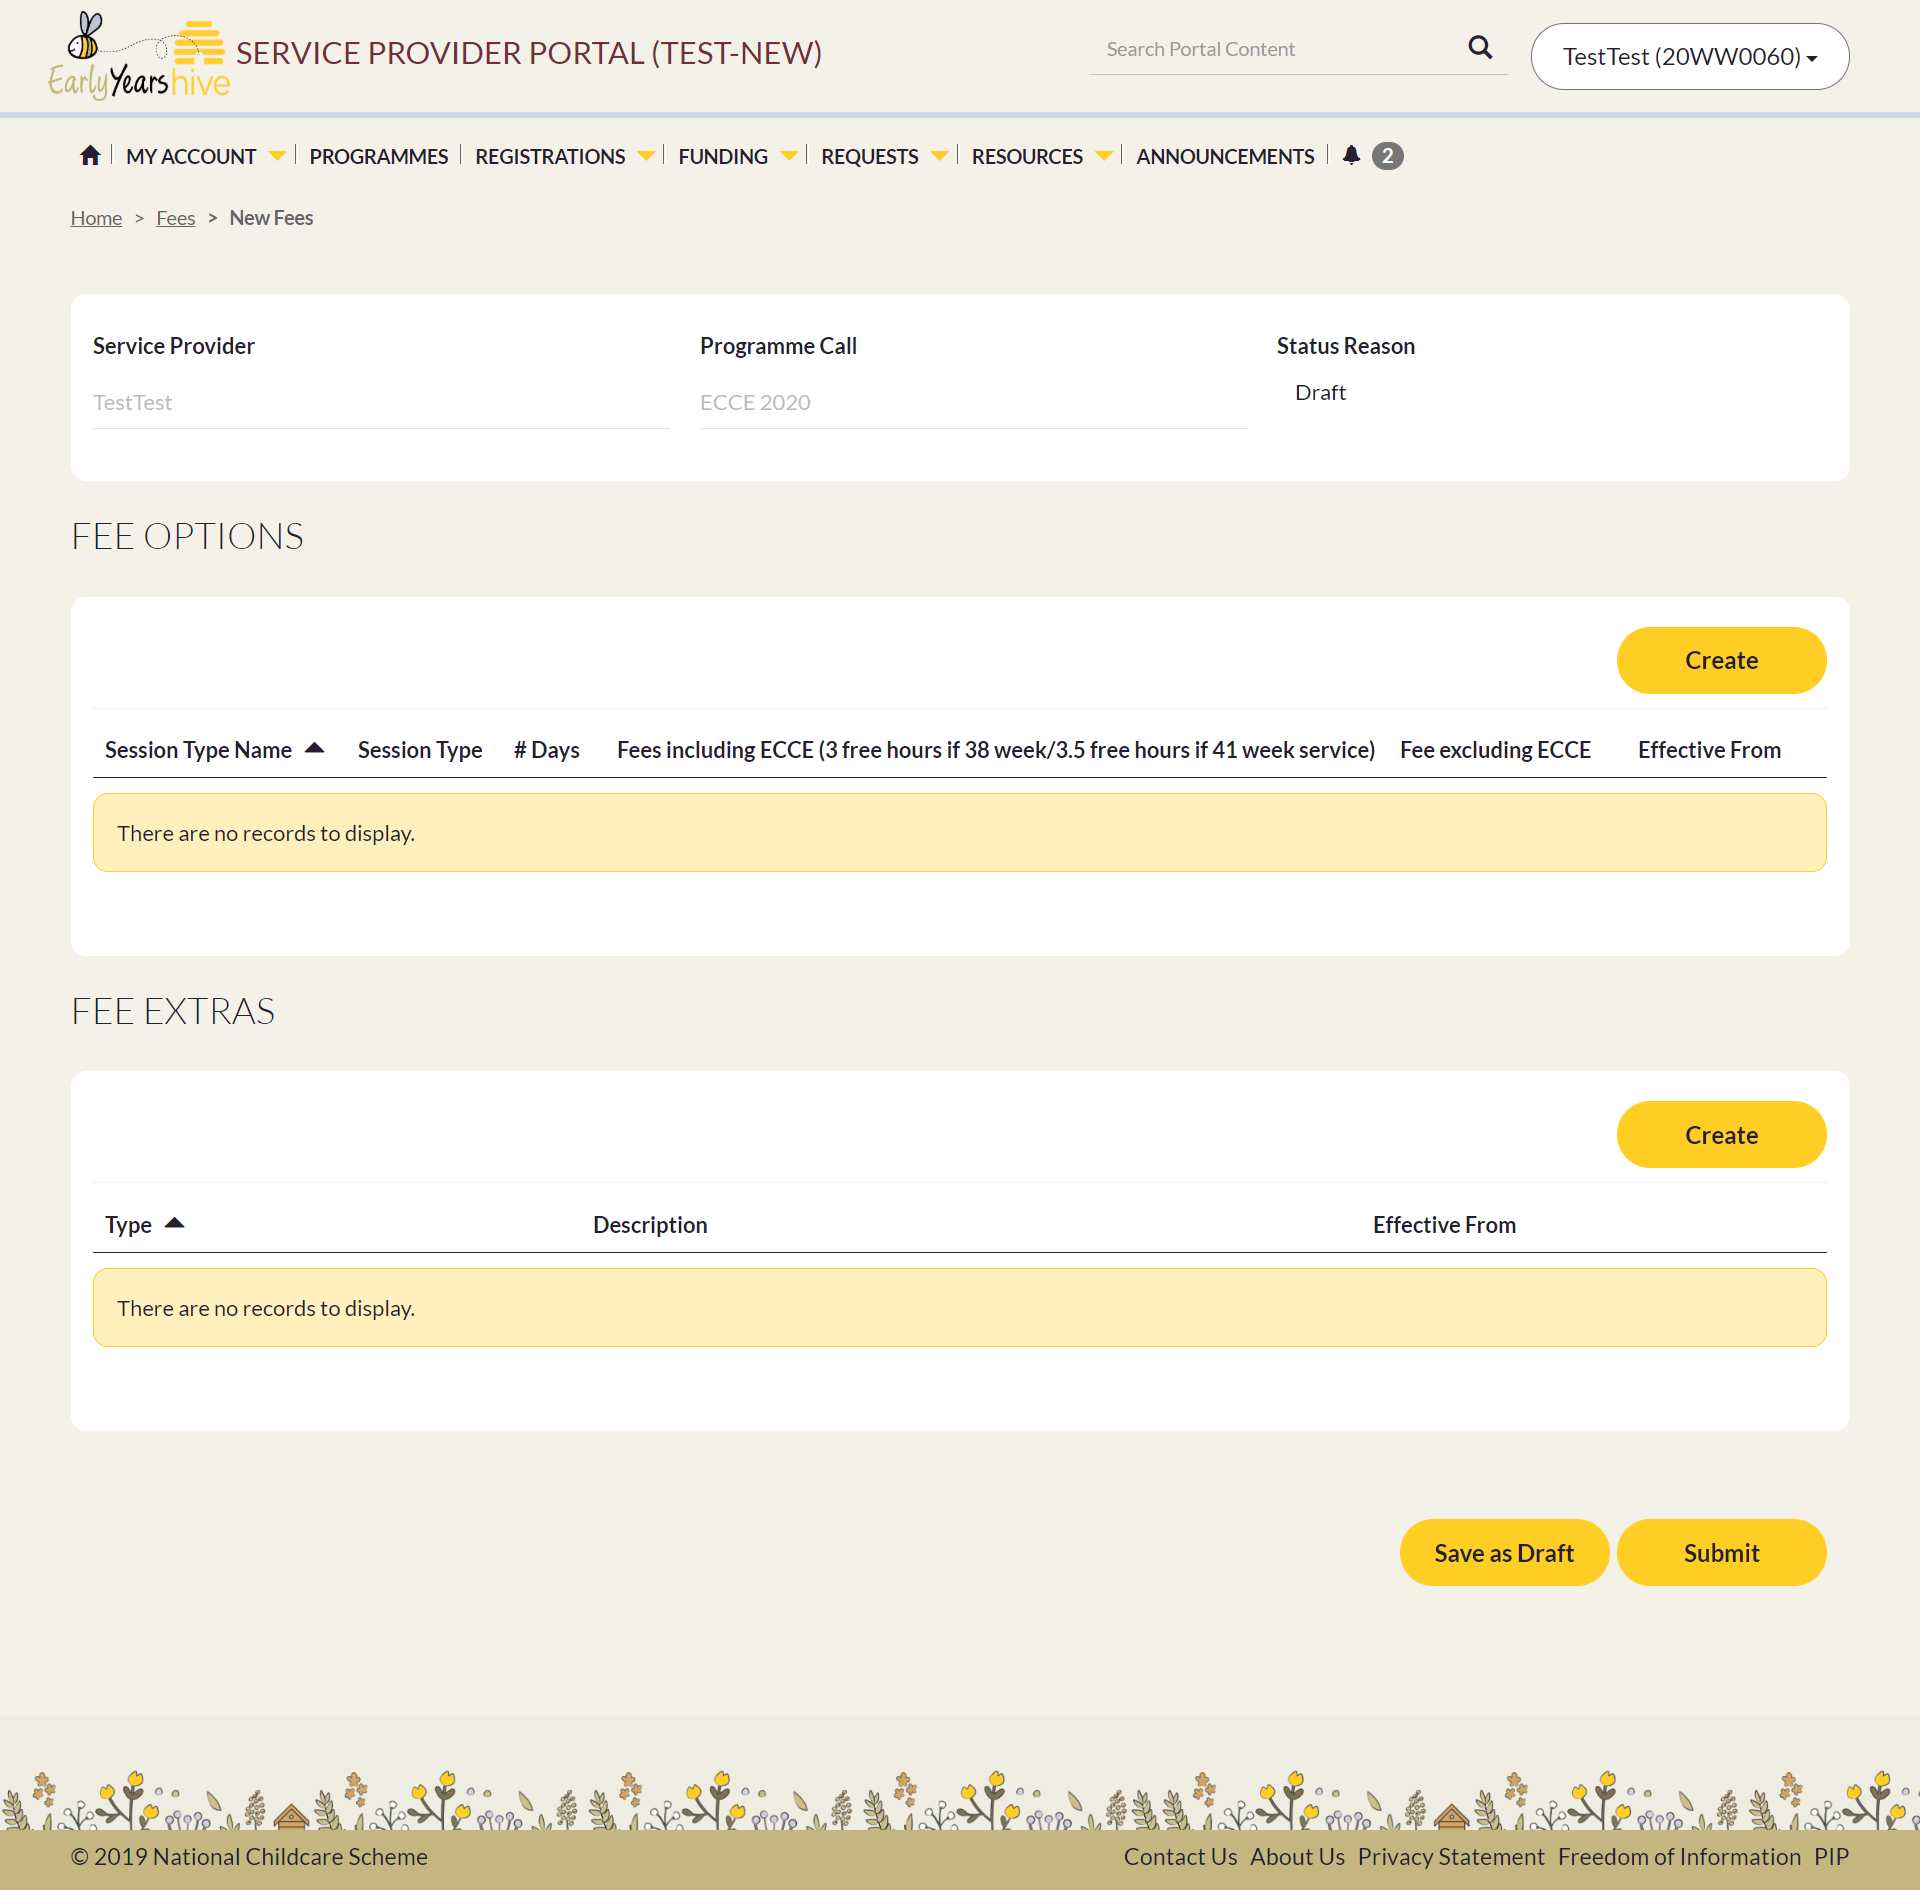 Early Years hive
SERVICE PROVIDER PORTAL (TEST-NEW)
Search Portal Content
TestTest (20WW0060)
MY ACCOUNT PROGRAMMES REGISTRATIONS FUNDING REQUESTS RESOURCES ANNOUNCEMENTS 2
Home > Fees > New Fees
Service Provider Programme Call Status Reason
TestTest ECCE 2020 Draft
FEE OPTIONS
Create
Session Type Name Session Type # Days Fees including ECCE (3 free hours if 38 week/3.5 free hours if 41 week service) Fee excluding ECCE Effective From
There are no records to display.
FEE EXTRAS
Create
Type Description Effective From
There are no records to display.
Save as Draft Submit
© 2019 National Childcare Scheme Contact Us About Us Privacy Statement Freedom of Information PIP